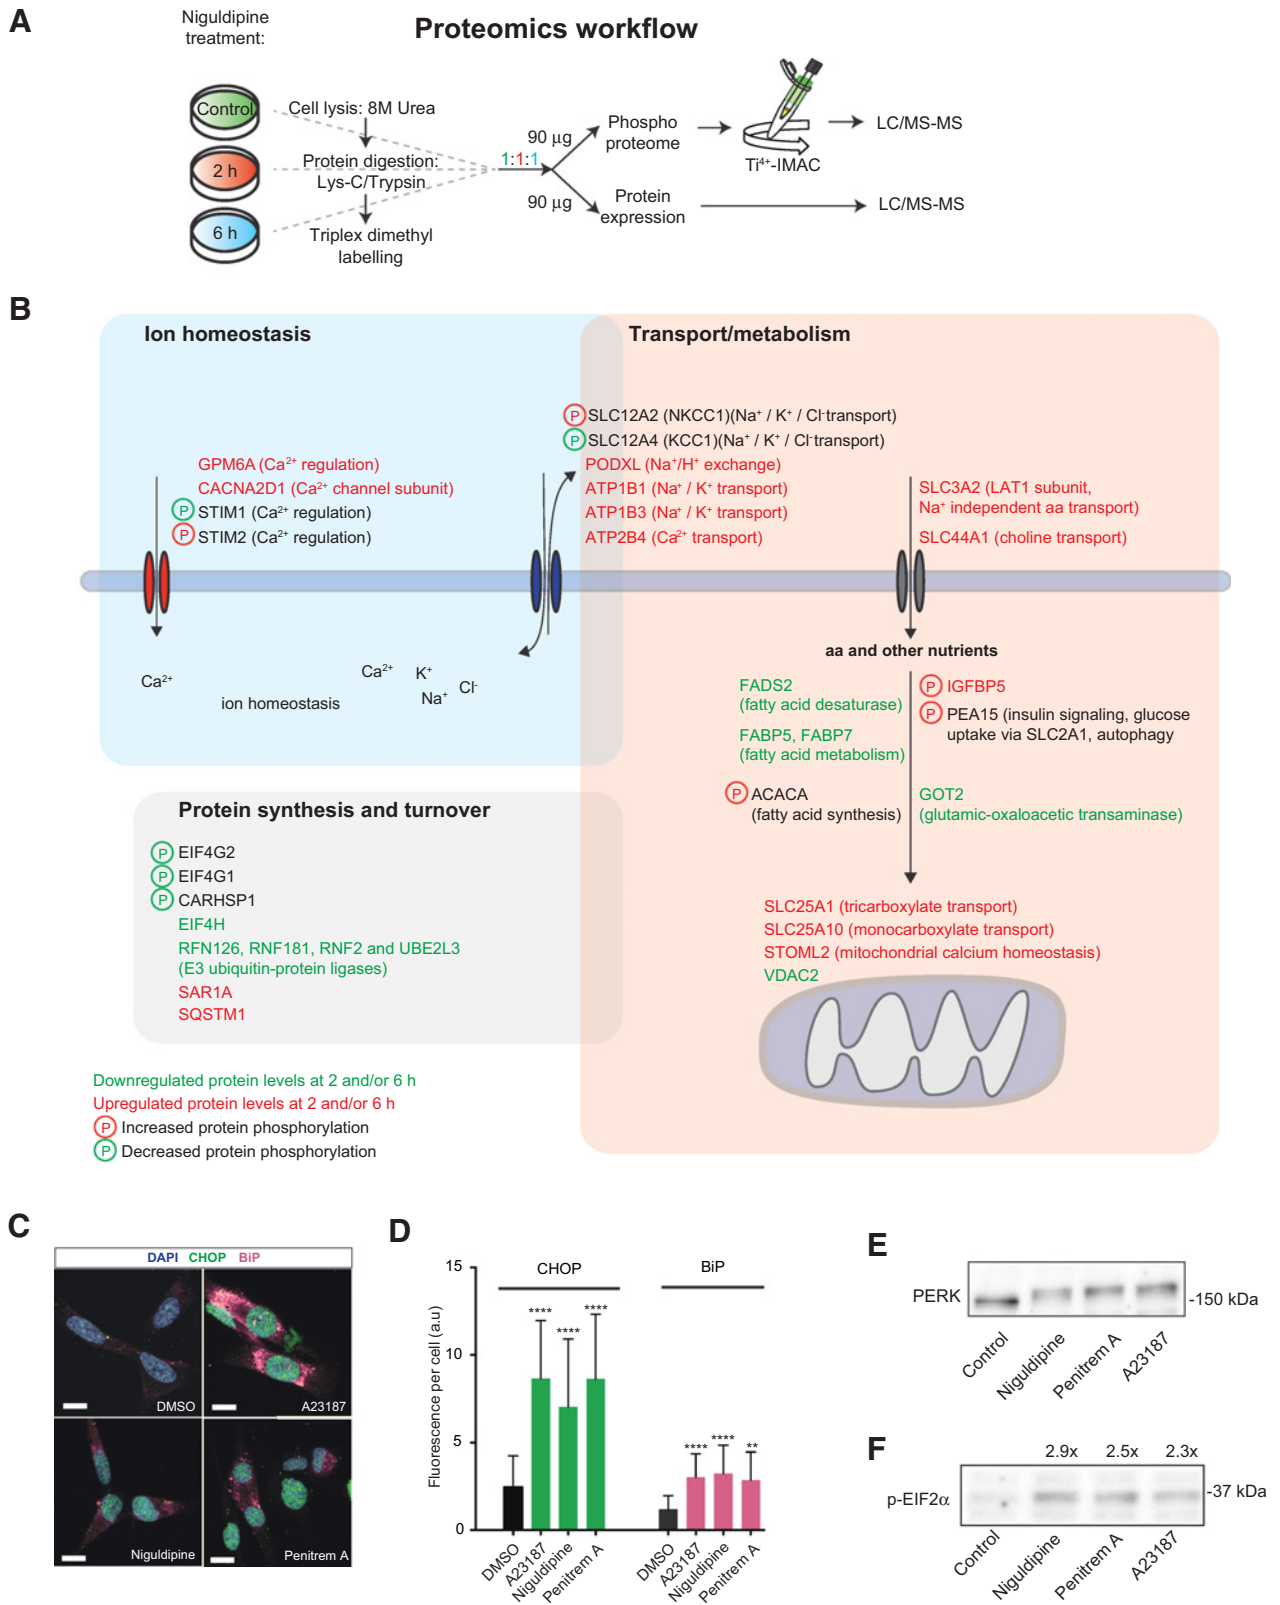 A
Niguldipine
treatment:
Proteomics workflow
Control
2 h
6 h
Cell lysis: 8M Urea
Protein digestion:
Lys-C/Trypsin
Triplex dimethyl
labelling
1:1:1
90 µg
90 µg
Phospho
proteome
Protein
expression
Ti⁴⁺-IMAC
LC/MS-MS
LC/MS-MS
B
Ion homeostasis
Transport/metabolism
P SLC12A2 (NKCC1)(Na⁺ / K⁺ / Cl⁻transport)
P SLC12A4 (KCC1)(Na⁺ / K⁺ / Cl⁻transport)
PODXL (Na⁺/H⁺ exchange)
ATP1B1 (Na⁺ / K⁺ transport)
ATP1B3 (Na⁺ / K⁺ transport)
ATP2B4 (Ca²⁺ transport)
GPM6A (Ca²⁺ regulation)
CACNA2D1 (Ca²⁺ channel subunit)
P STIM1 (Ca²⁺ regulation)
P STIM2 (Ca²⁺ regulation)
SLC3A2 (LAT1 subunit,
Na⁺ independent aa transport)
SLC44A1 (choline transport)
Ca²⁺
ion homeostasis
Ca²⁺
K⁺
Na⁺
Cl⁻
aa and other nutrients
FADS2
(fatty acid desaturase)
FABP5, FABP7
(fatty acid metabolism)
P ACACA
(fatty acid synthesis)
P IGFBP5
P PEA15 (insulin signaling, glucose
uptake via SLC2A1, autophagy
GOT2
(glutamic-oxaloacetic transaminase)
SLC25A1 (tricarboxylate transport)
SLC25A10 (monocarboxylate transport)
STOML2 (mitochondrial calcium homeostasis)
VDAC2
Protein synthesis and turnover
P EIF4G2
P EIF4G1
P CARHSP1
EIF4H
RFN126, RNF181, RNF2 and UBE2L3
(E3 ubiquitin-protein ligases)
SAR1A
SQSTM1
Downregulated protein levels at 2 and/or 6 h
Upregulated protein levels at 2 and/or 6 h
P Increased protein phosphorylation
P Decreased protein phosphorylation
C
DAPI CHOP BiP
DMSO
A23187
Niguldipine
Penitrem A
D
Fluorescence per cell (a.u)
15
10
5
0
CHOP
BiP
****
****
****
****
****
**
DMSO
A23187
Niguldipine
Penitrem A
DMSO
A23187
Niguldipine
Penitrem A
E
PERK
-150 kDa
Control
Niguldipine
Penitrem A
A23187
F
2.9x
2.5x
2.3x
p-EIF2α
-37 kDa
Control
Niguldipine
Penitrem A
A23187